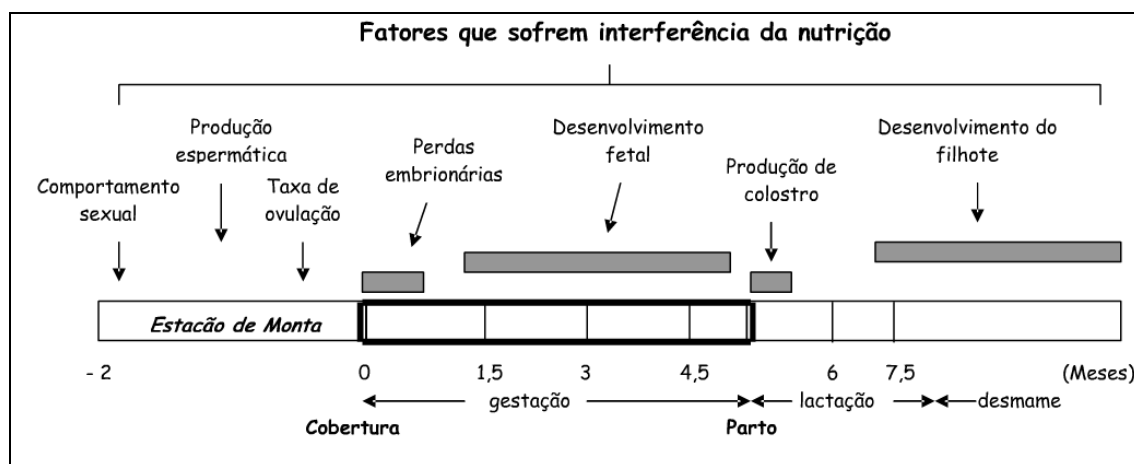 Fatores que sofrem interferência da nutrição
Produção
espermática
Desenvolvimento
fetal
Desenvolvimento do
filhote
Perdas
embrionárias
Produção de
colostro
Comportamento
sexual
Taxa de
ovulação
Estacão de Monta
- 2
0
1,5
3
4,5
6
7,5
(Meses)
gestação
lactação
desmame
Cobertura
Parto